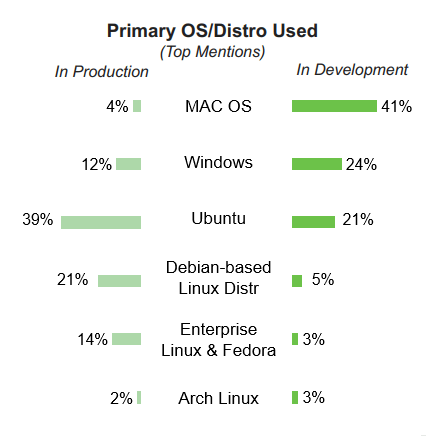 Primary OS/Distro Used
(Top Mentions)
In Production
In Development
4% MAC OS 41%
12% Windows 24%
39% Ubuntu 21%
21% Debian-based
Linux Distr 5%
14% Enterprise
Linux & Fedora 3%
2% Arch Linux 3%